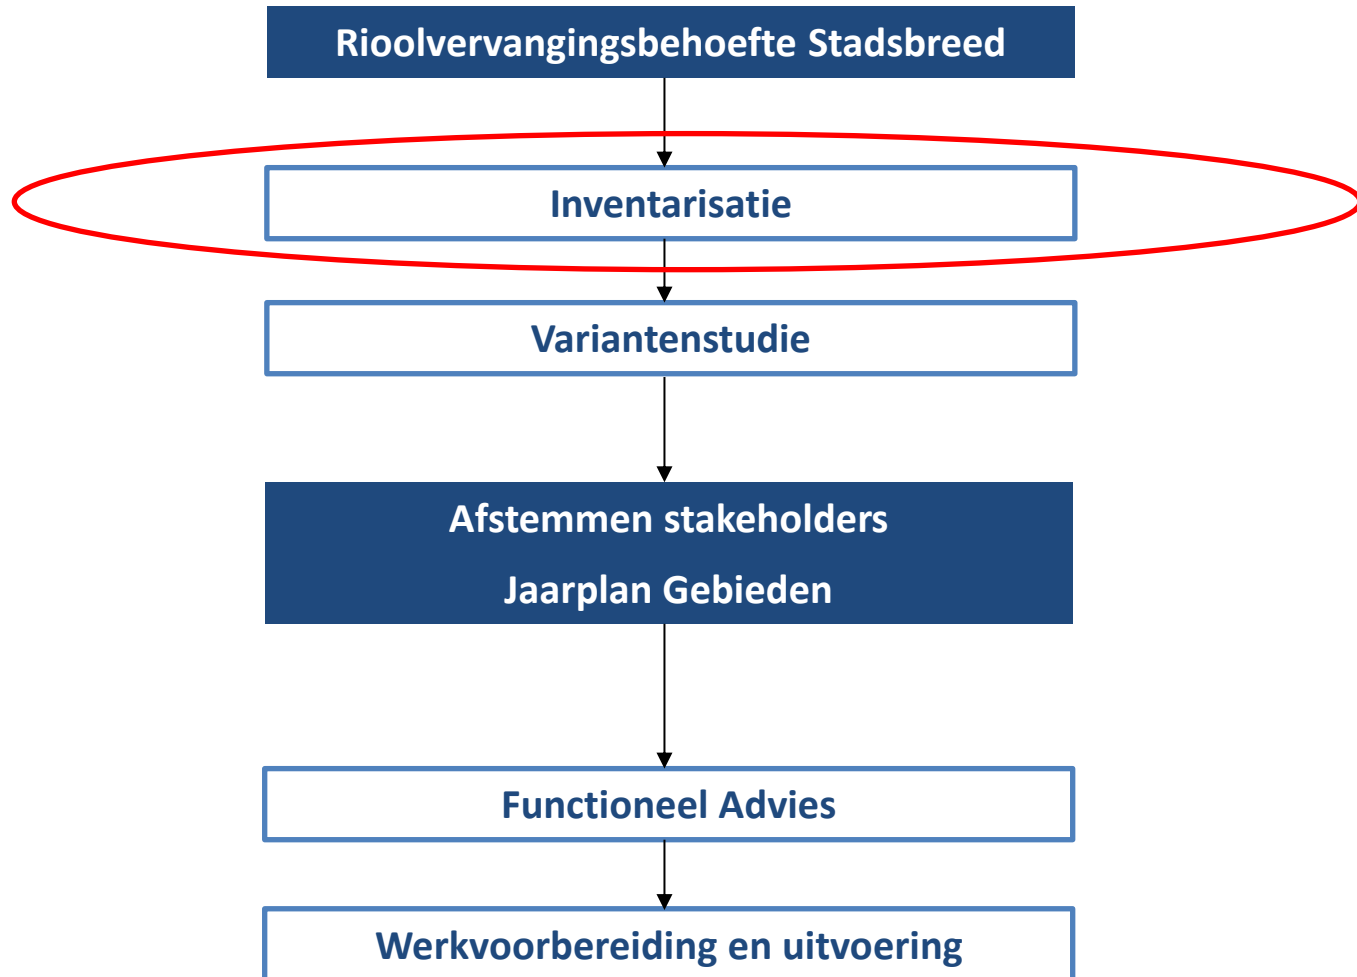 Rioolvervangingsbehoefte Stadsbreed
Inventarisatie
Variantenstudie
Afstemmen stakeholders
Jaarplan Gebieden
Functioneel Advies
Werkvoorbereiding en uitvoering